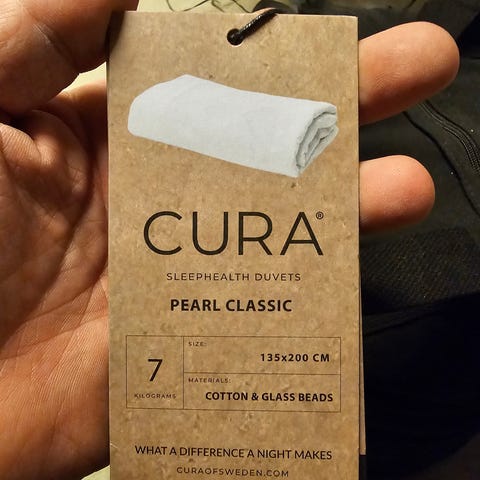 CURA®
SLEEPHEALTH DUVETS
PEARL CLASSIC
7
KILOGRAMS
SIZE:
135x200 CM
MATERIALS:
COTTON & GLASS BEADS
WHAT A DIFFERENCE A NIGHT MAKES
CURAOFSWEDEN.COM